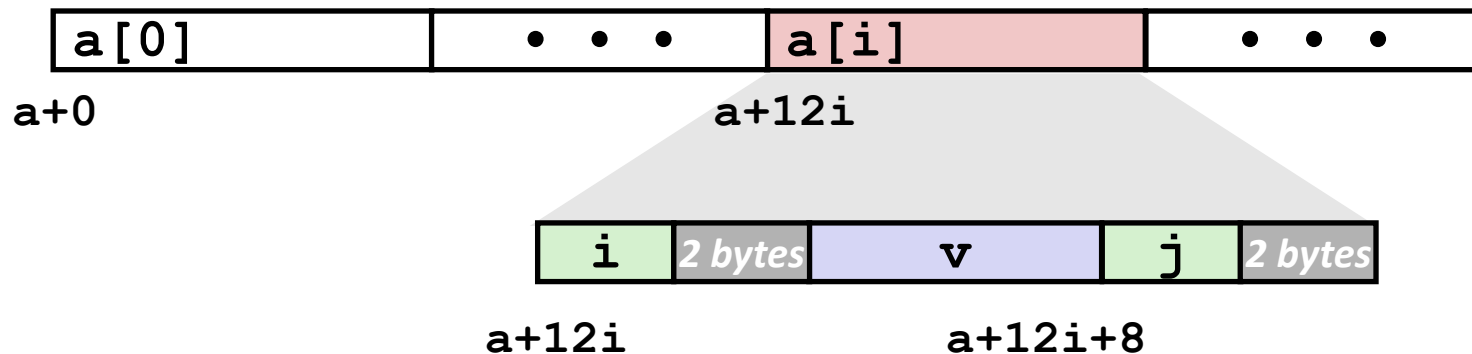 a[0] • • • a[i] • • •
a+0 a+12i
i 2 bytes v j 2 bytes
a+12i a+12i+8